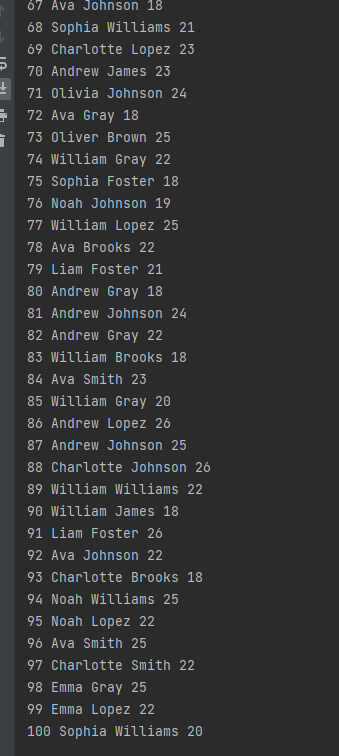 67 Ava Johnson 18
68 Sophia Williams 21
69 Charlotte Lopez 23
70 Andrew James 23
71 Olivia Johnson 24
72 Ava Gray 18
73 Oliver Brown 25
74 William Gray 22
75 Sophia Foster 18
76 Noah Johnson 19
77 William Lopez 25
78 Ava Brooks 22
79 Liam Foster 21
80 Andrew Gray 18
81 Andrew Johnson 24
82 Andrew Gray 22
83 William Brooks 18
84 Ava Smith 23
85 William Gray 20
86 Andrew Lopez 26
87 Andrew Johnson 25
88 Charlotte Johnson 26
89 William Williams 22
90 William James 18
91 Liam Foster 26
92 Ava Johnson 22
93 Charlotte Brooks 18
94 Noah Williams 25
95 Noah Lopez 22
96 Ava Smith 25
97 Charlotte Smith 22
98 Emma Gray 25
99 Emma Lopez 22
100 Sophia Williams 20